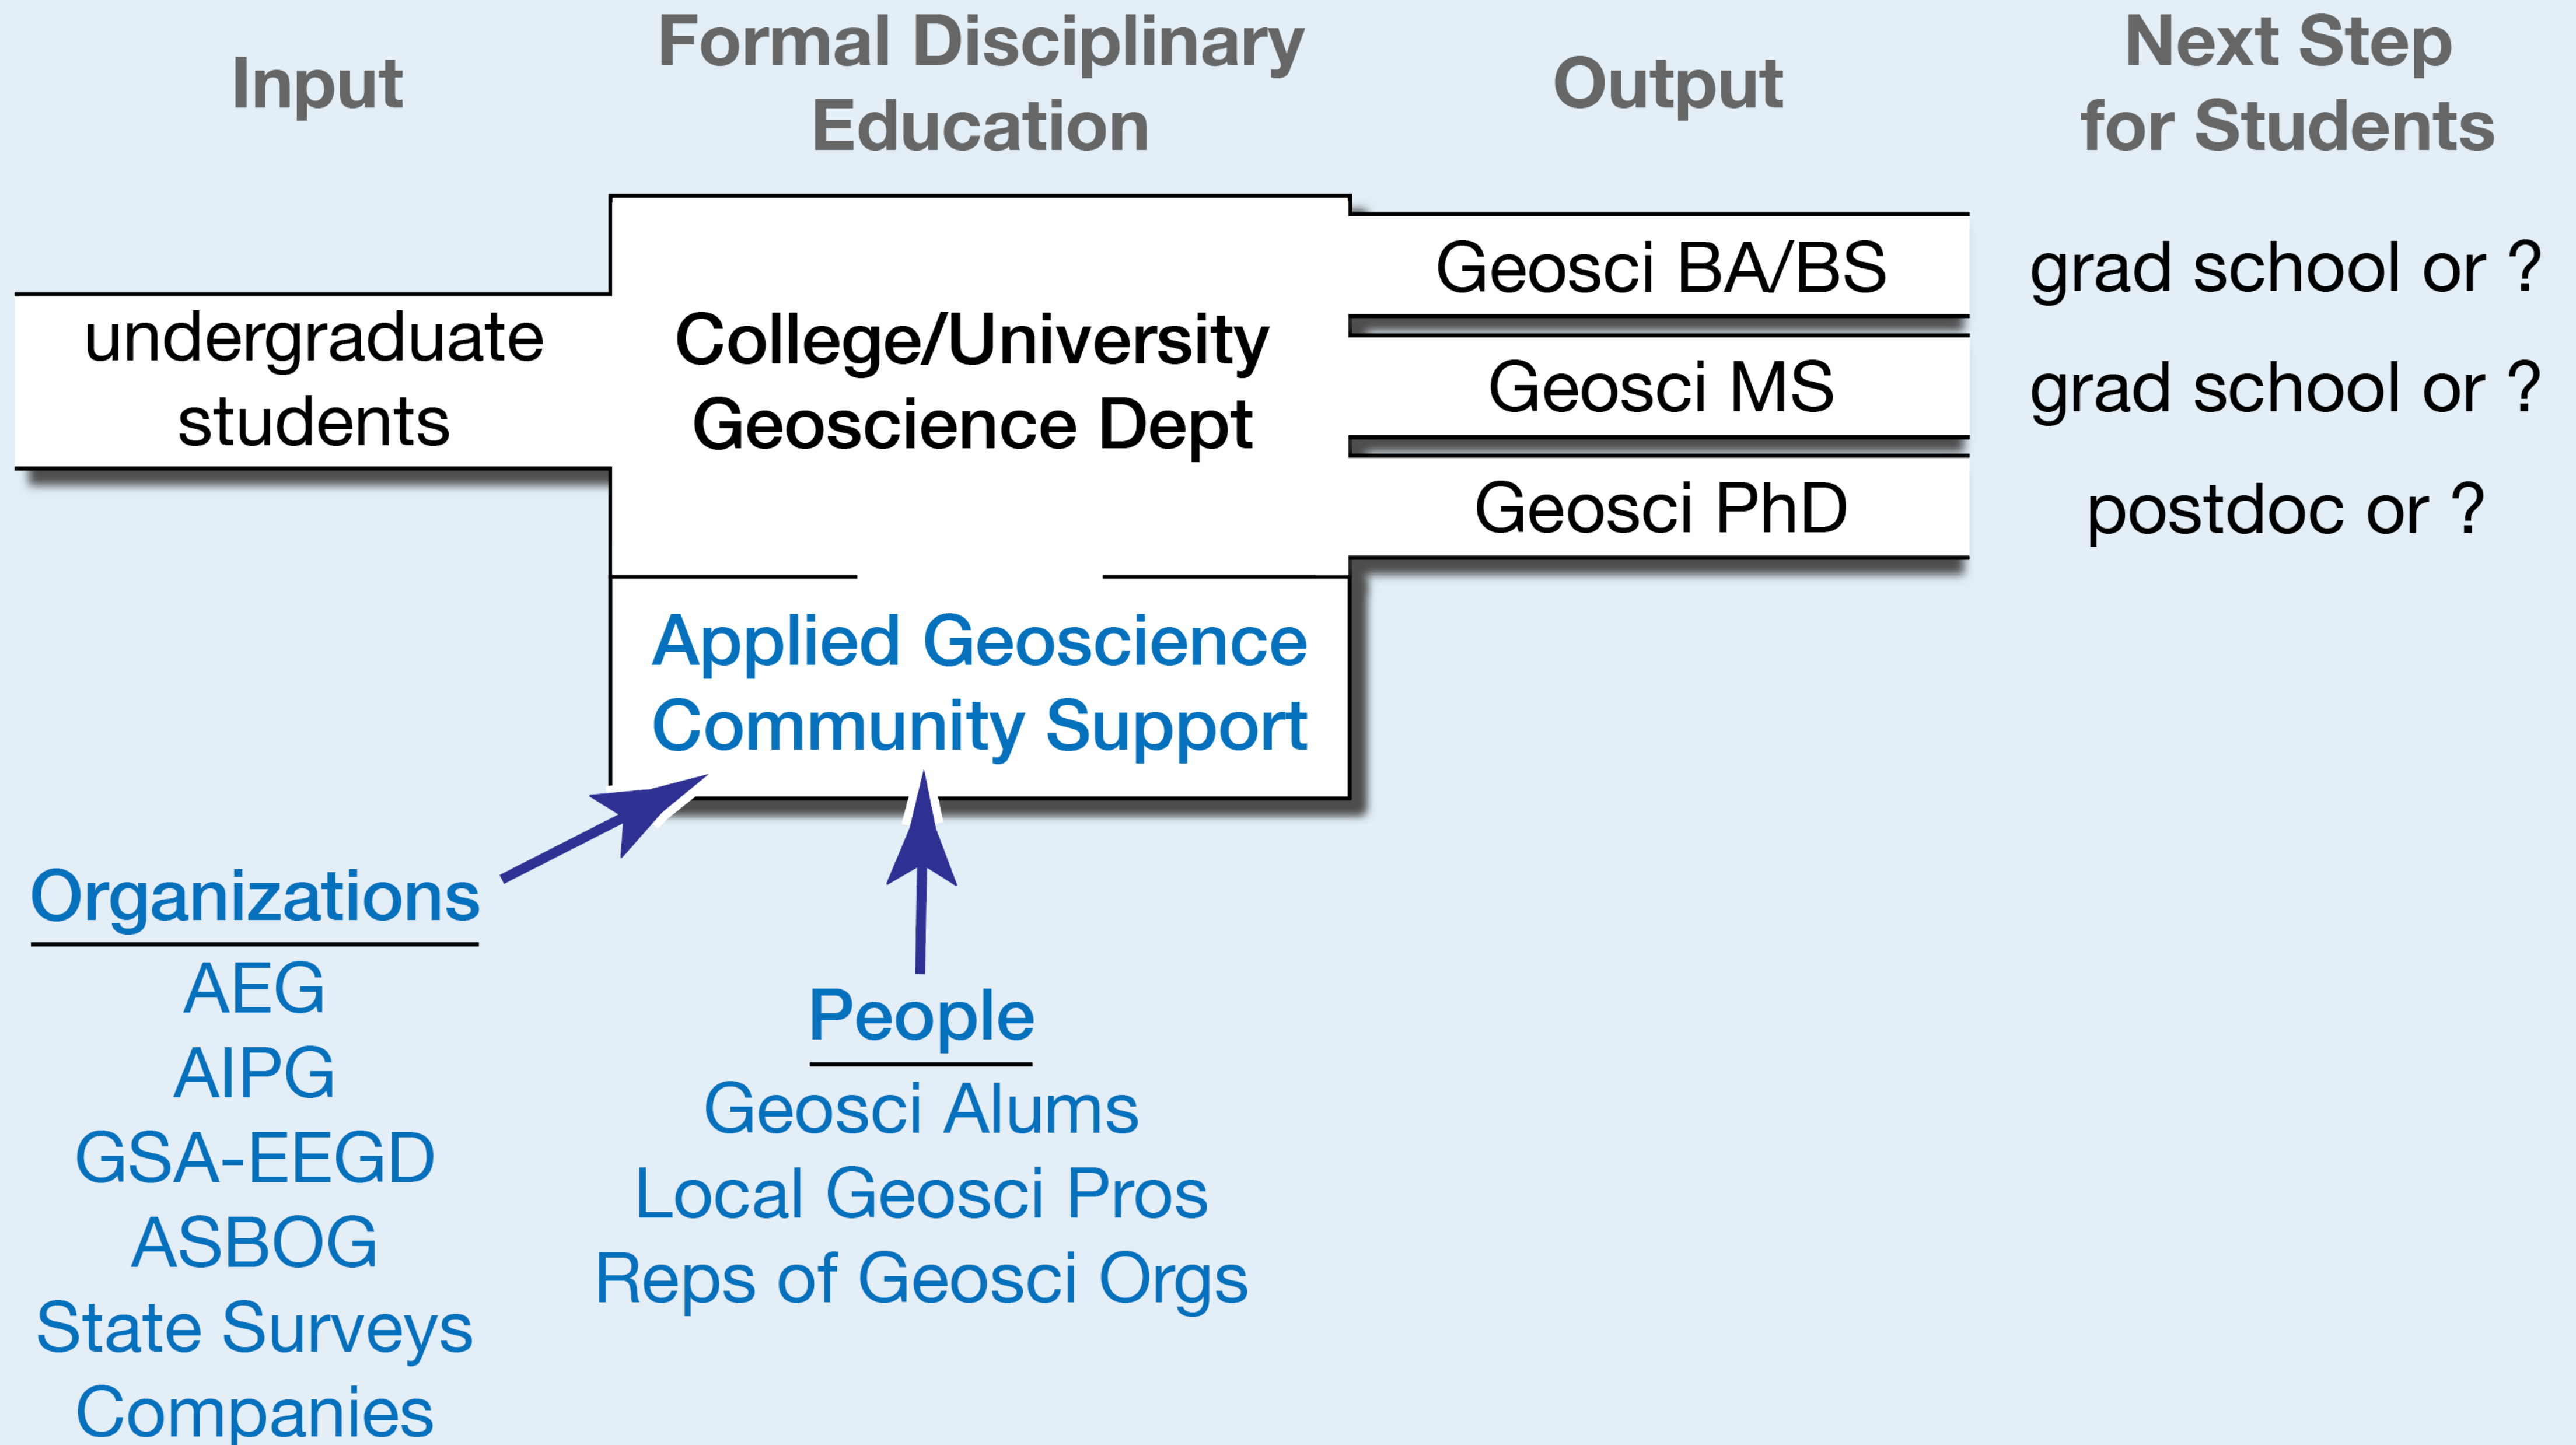 Input
Formal Disciplinary
Education
Output
Next Step
for Students
undergraduate
students
College/University
Geoscience Dept
Geosci BA/BS
grad school or ?
Geosci MS
grad school or ?
Geosci PhD
postdoc or ?
Applied Geoscience
Community Support
Organizations
AEG
AIPG
GSA-EEGD
ASBOG
State Surveys
Companies
People
Geosci Alums
Local Geosci Pros
Reps of Geosci Orgs